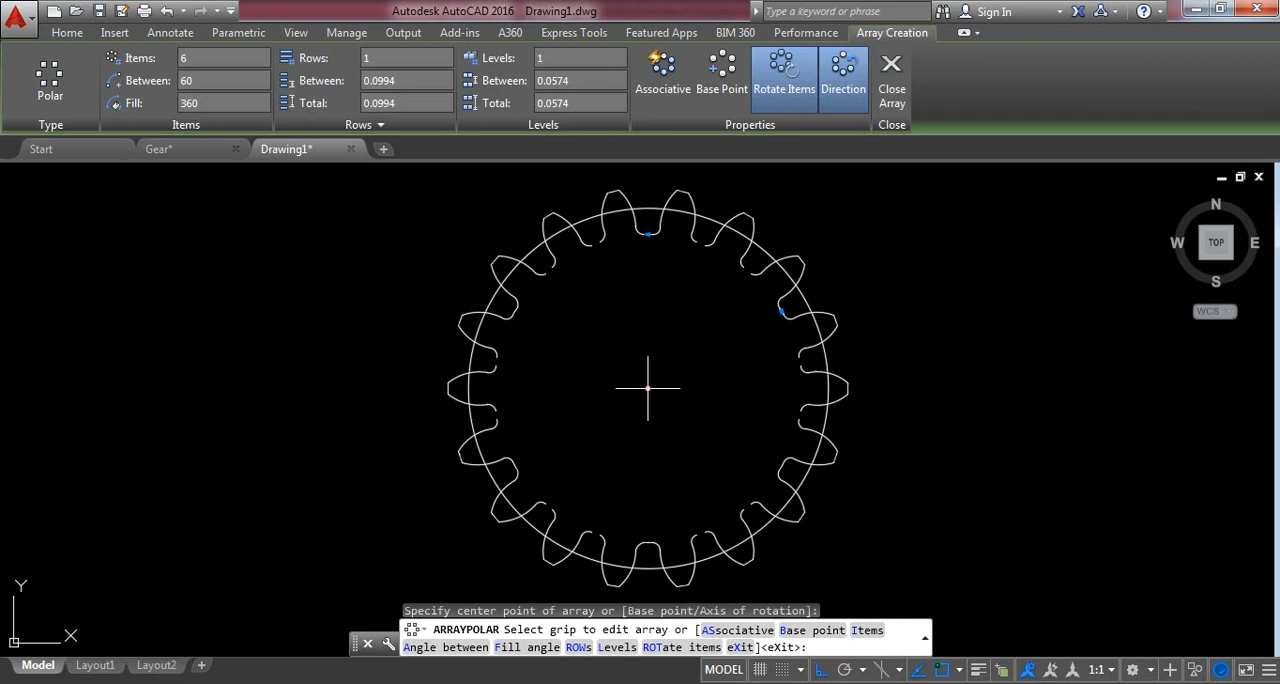 Autodesk AutoCAD 2016 Drawing1.dwg
Type a keyword or phrase
Sign In
Home Insert Annotate Parametric View Manage Output Add-ins A360 Express Tools Featured Apps BIM 360 Performance Array Creation
Items: 6 Rows: 1 Levels: 1
Between: 60 Between: 0.0994 Between: 0.0574
Fill: 360 Total: 0.0994 Total: 0.0574
Polar
Associative Base Point Rotate Items Direction Close Array
Type Items Rows Levels Properties Close
Start Gear* Drawing1* +
N
W TOP E
S
WCS
Y
X
Specify center point of array or [Base point/Axis of rotation]:
ARRAYPOLAR Select grip to edit array or [ASsociative Base point Items
Angle between Fill angle ROWs Levels ROTate items eXit]<eXit>:
Model Layout1 Layout2 +
MODEL 1:1